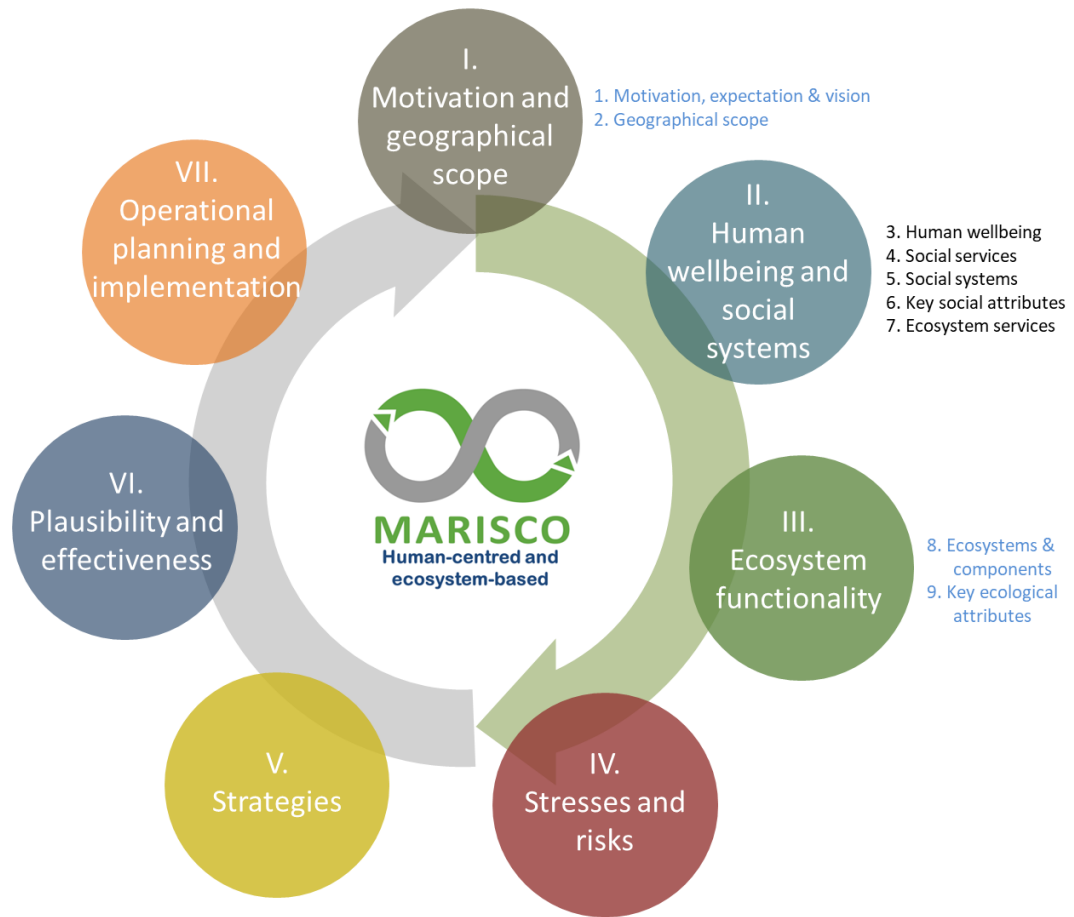 I.
Motivation and
geographical
scope
1. Motivation, expectation & vision
2. Geographical scope
II.
Human
wellbeing and
social
systems
3. Human wellbeing
4. Social services
5. Social systems
6. Key social attributes
7. Ecosystem services
III.
Ecosystem
functionality
8. Ecosystems &
components
9. Key ecological
attributes
IV.
Stresses and
risks
V.
Strategies
VI.
Plausibility and
effectiveness
VII.
Operational
planning and
implementation
MARISCO
Human-centred and
ecosystem-based